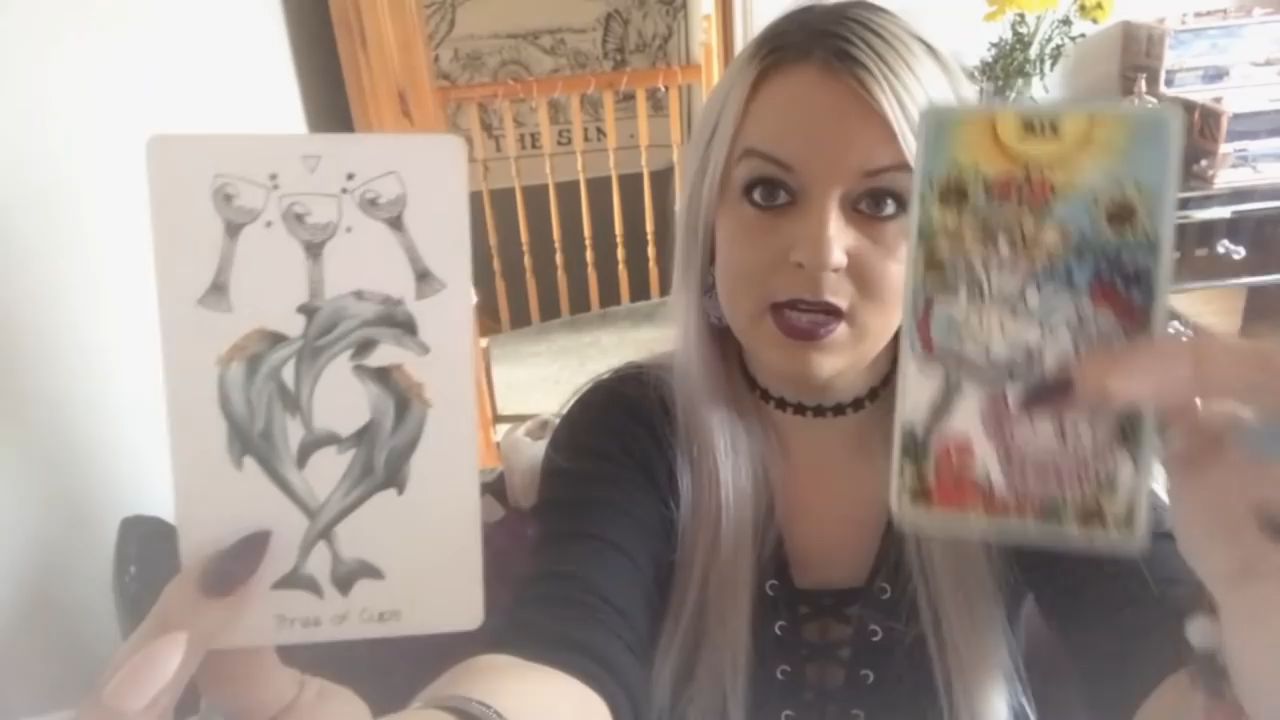 THE SUN .
XIX
Three of Cups